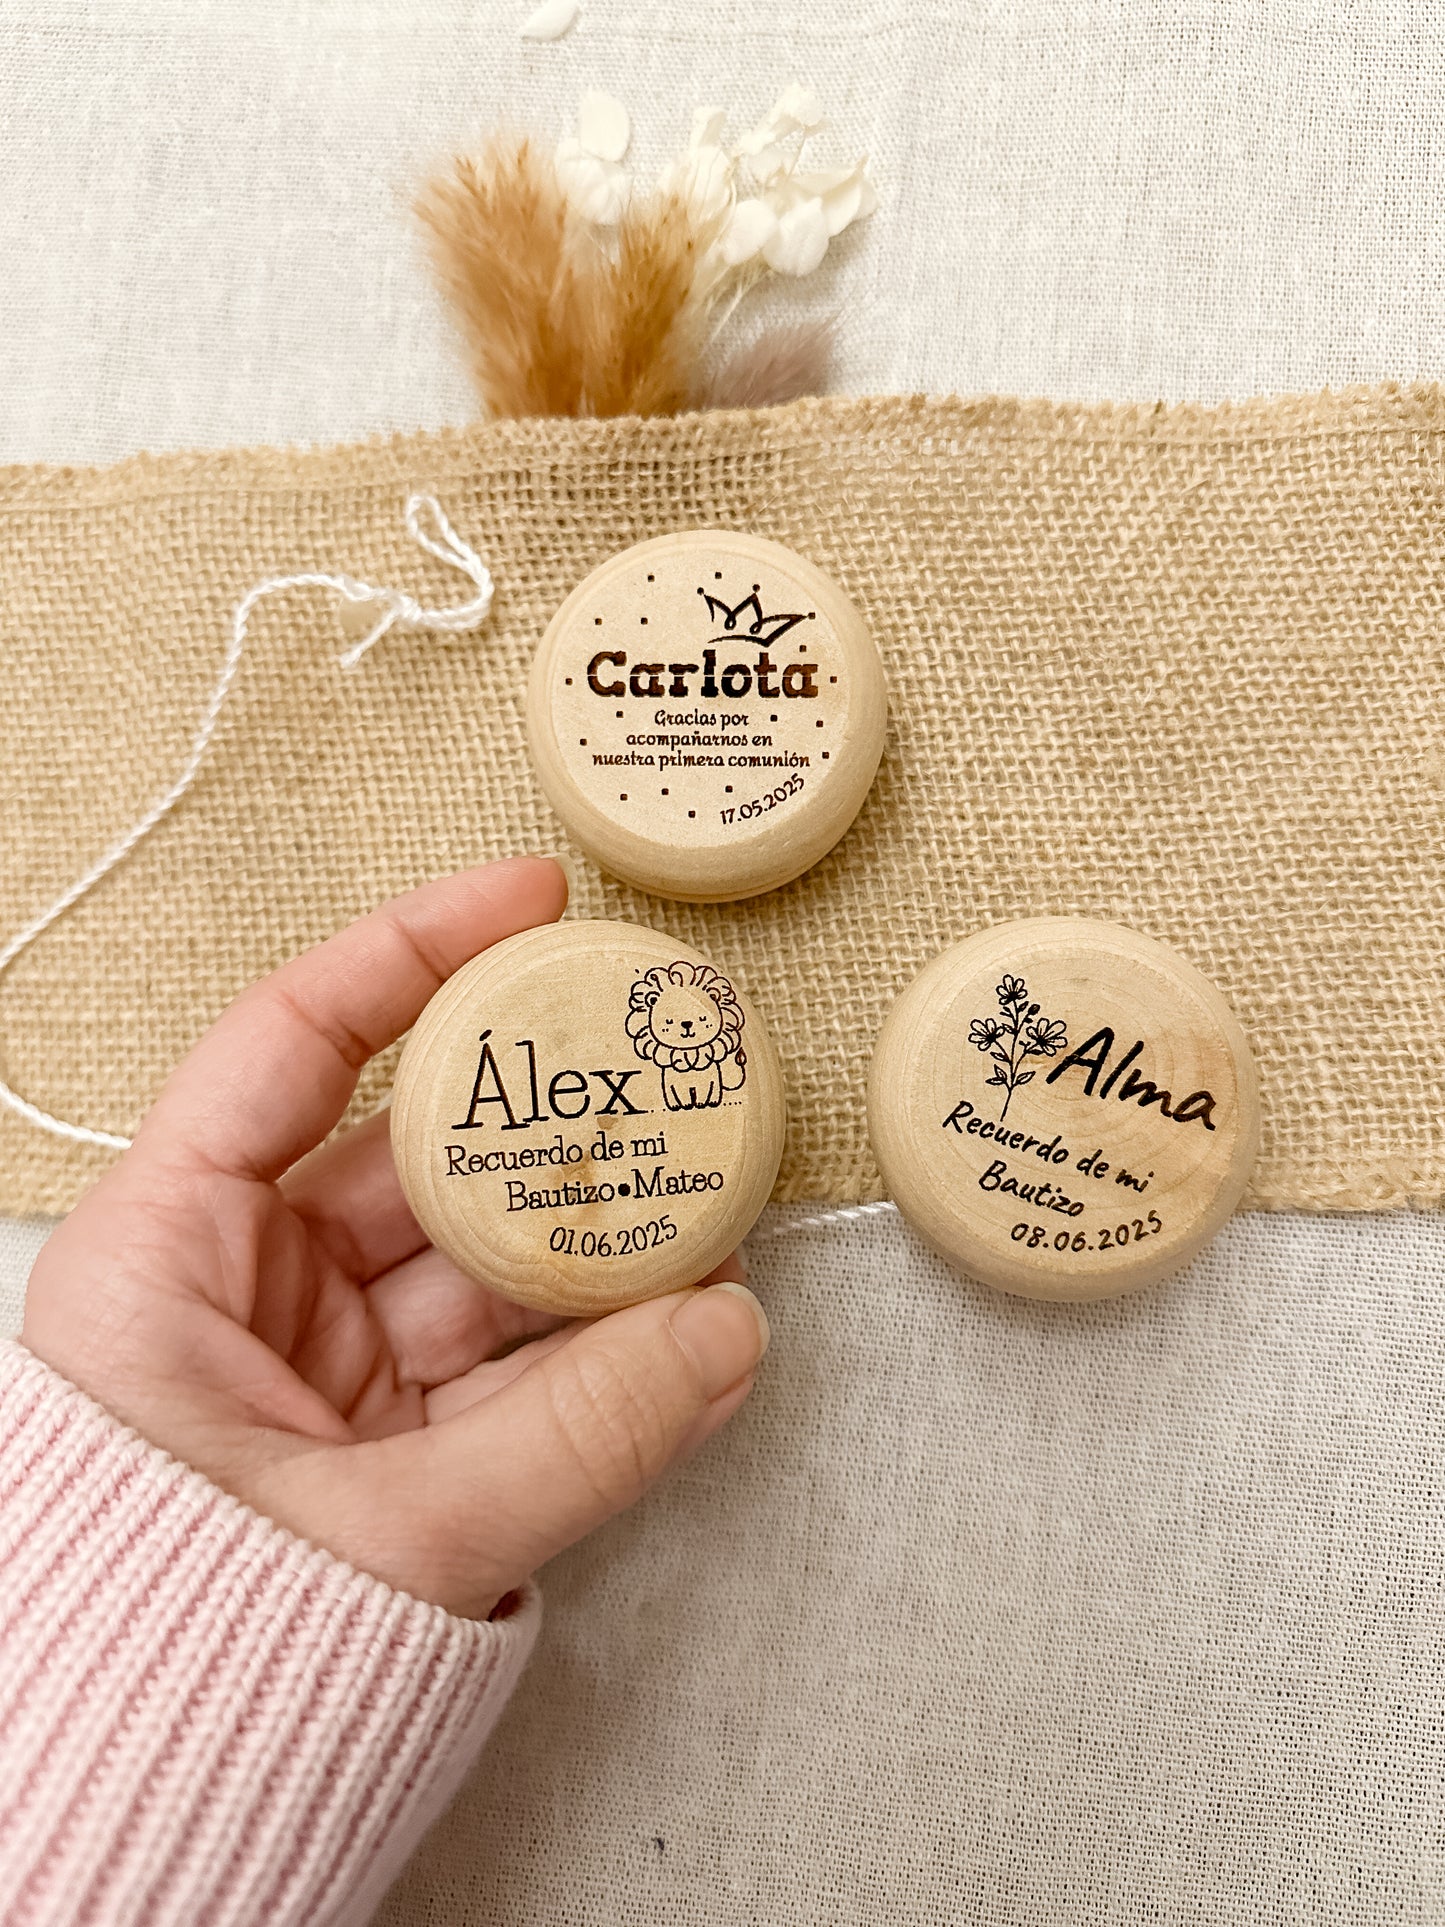 Carlota
Gracias por
acompañarnos en
nuestra primera comunión
17.05.2025
Álex
Recuerdo de mi
Bautizo•Mateo
01.06.2025
Alma
Recuerdo de mi
Bautizo
08.06.2025